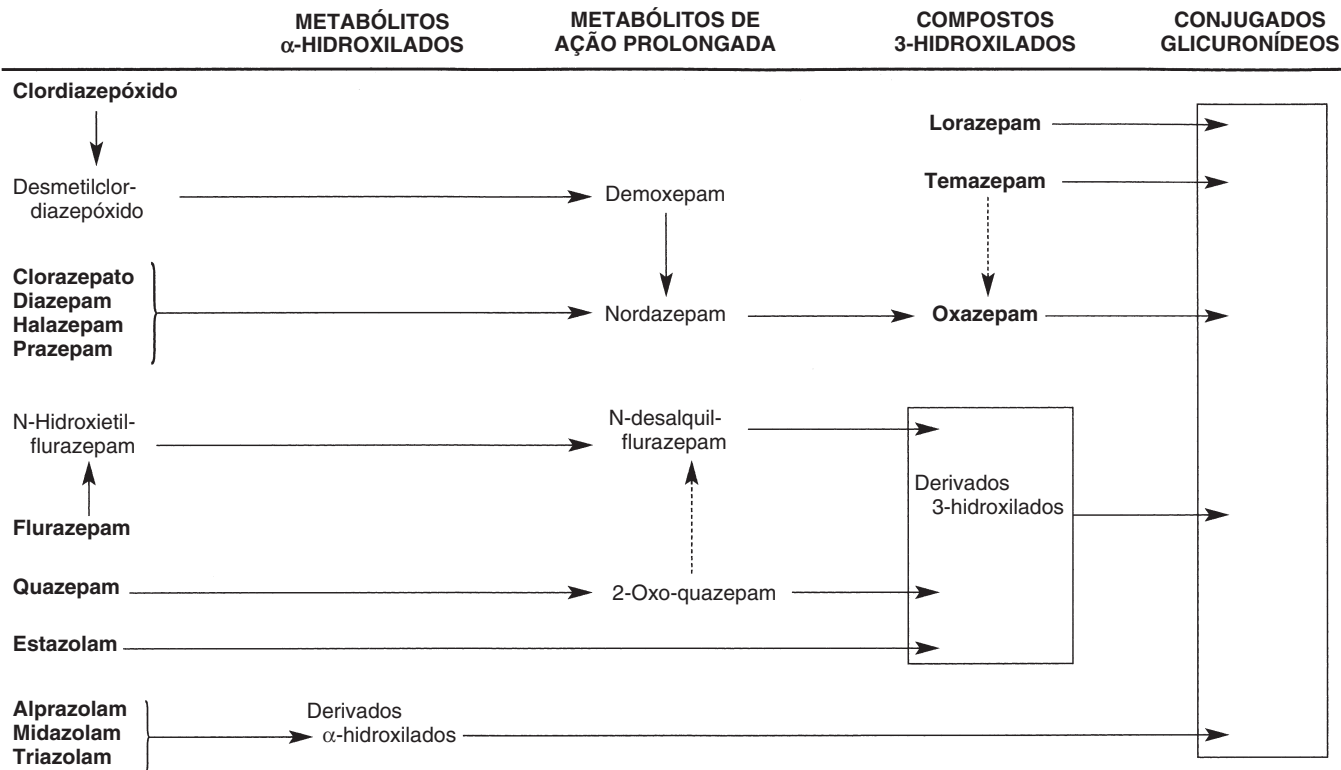 METABÓLITOS
α-HIDROXILADOS
METABÓLITOS DE
AÇÃO PROLONGADA
COMPOSTOS
3-HIDROXILADOS
CONJUGADOS
GLICURONÍDEOS
Clordiazepóxido
Lorazepam
Desmetilclor-
diazepóxido
Demoxepam
Temazepam
Clorazepato
Diazepam
Halazepam
Prazepam
Nordazepam
Oxazepam
N-Hidroxietil-
flurazepam
N-desalquil-
flurazepam
Derivados
3-hidroxilados
Flurazepam
Quazepam
2-Oxo-quazepam
Estazolam
Alprazolam
Midazolam
Triazolam
Derivados
α-hidroxilados